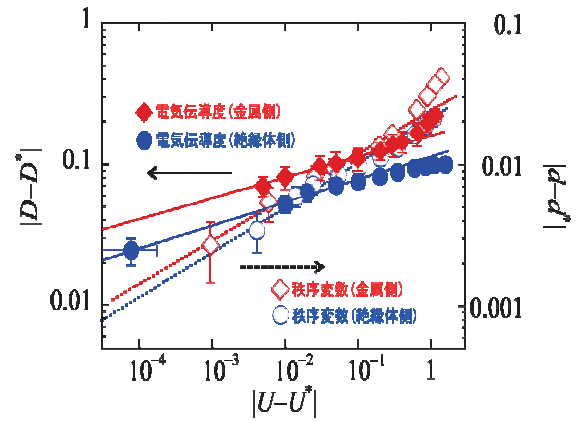 1
0.1
0.01
|D−D*|
0.1
0.010
0.001
|d−d*|
電気伝導度(金属側)
電気伝導度(絶縁体側)
秩序変数(金属側)
秩序変数(絶縁体側)
10⁻⁴ 10⁻³ 10⁻² 10⁻¹ 1
|U−U*|